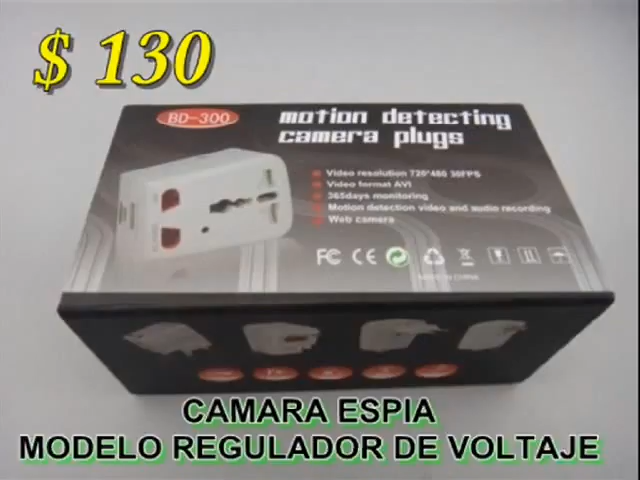 $ 130
BD-300
motion detecting
camera plugs
Video resolution 720*480 30FPS
Video format AVI
365days monitoring
Motion detection video and audio recording
Web camera
FC CE
MADE IN CHINA
CAMARA ESPIA
MODELO REGULADOR DE VOLTAJE